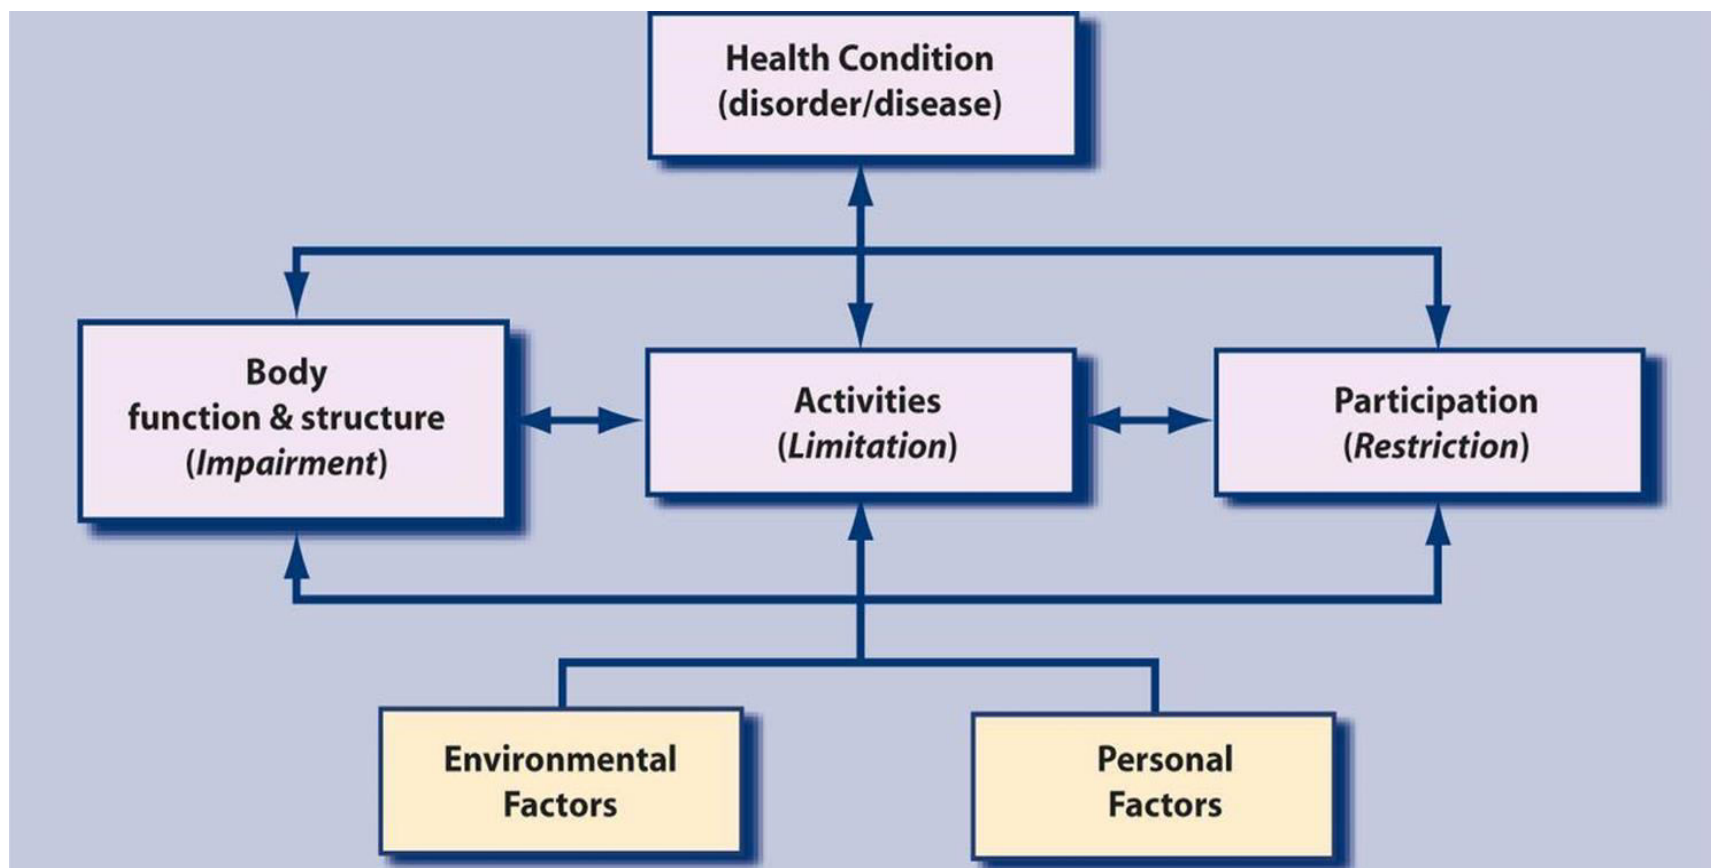 Health Condition
(disorder/disease)
Body
function & structure
(Impairment)
Activities
(Limitation)
Participation
(Restriction)
Environmental
Factors
Personal
Factors